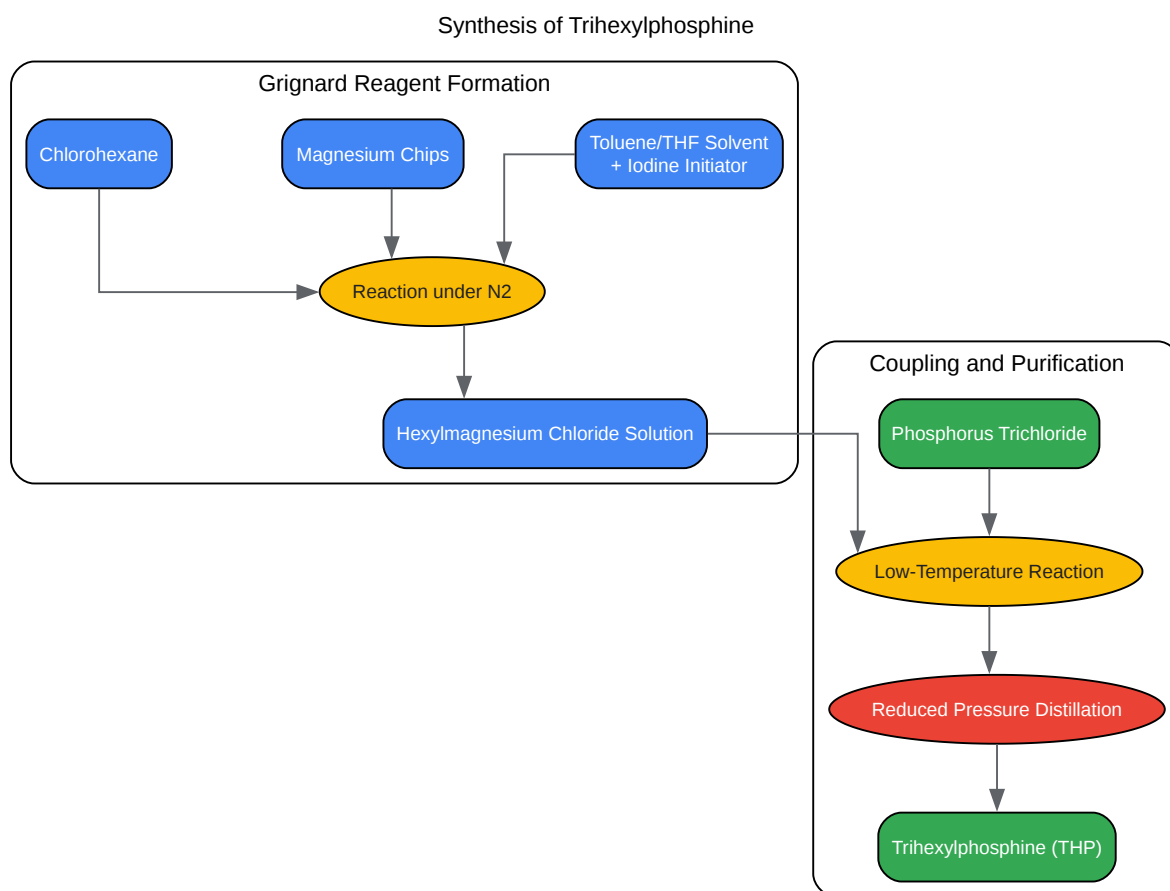 Synthesis of Trihexylphosphine
Grignard Reagent Formation
Chlorohexane
Magnesium Chips
Toluene/THF Solvent
+ Iodine Initiator
Reaction under N2
Hexylmagnesium Chloride Solution
Coupling and Purification
Phosphorus Trichloride
Low-Temperature Reaction
Reduced Pressure Distillation
Trihexylphosphine (THP)